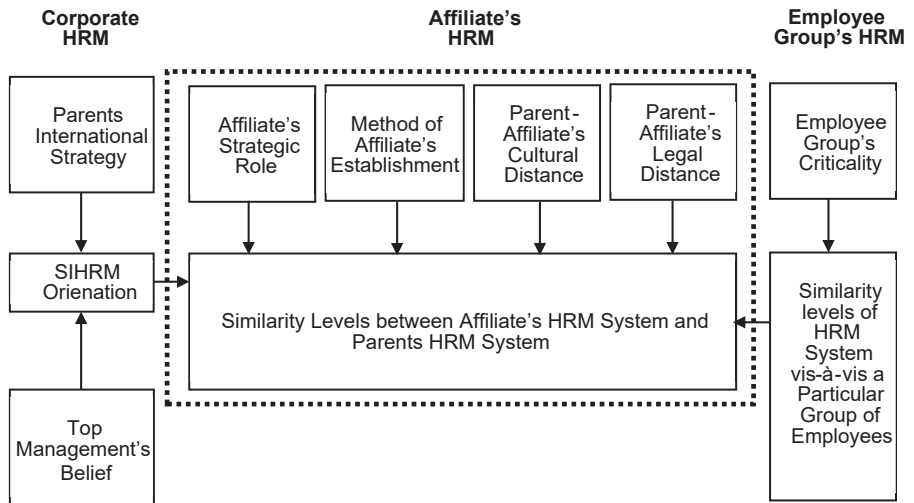 Corporate
HRM
Affiliate's
HRM
Employee
Group's HRM
Parents
International
Strategy
Affiliate's
Strategic
Role
Method of
Affiliate's
Establishment
Parent-
Affiliate's
Cultural
Distance
Parent-
Affiliate's
Legal
Distance
Employee
Group's
Criticality
SIHRM
Orienation
Similarity Levels between Affiliate's HRM System and
Parents HRM System
Similarity
levels of
HRM
System
vis-à-vis a
Particular
Group of
Employees
Top
Management's
Belief